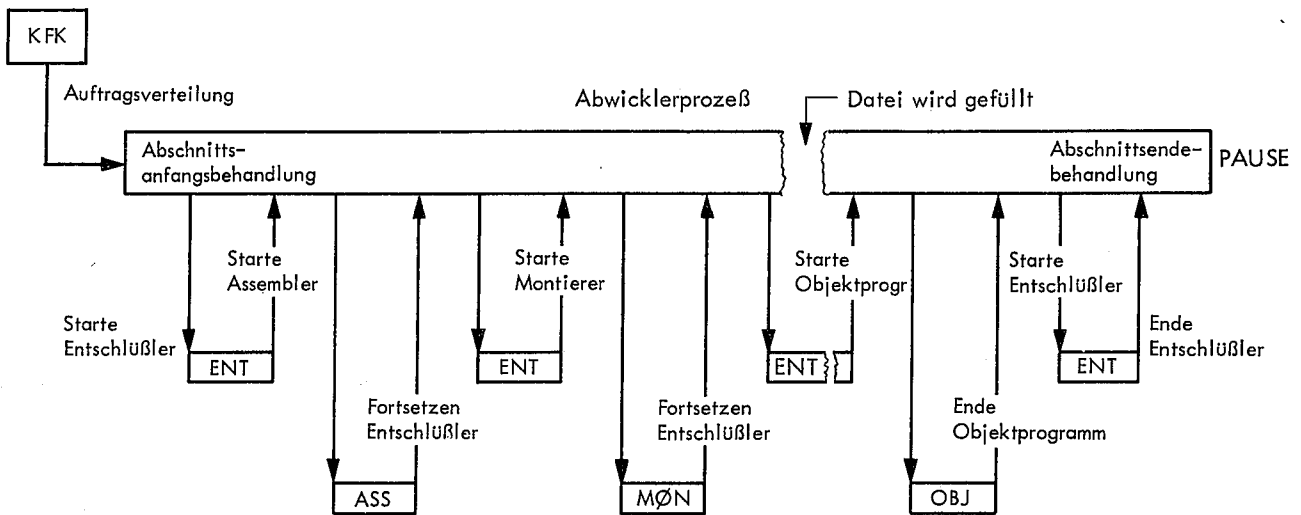 KFK
Auftragsverteilung
Abwicklerprozeß
Datei wird gefüllt
Abschnitts-
anfangsbehandlung
Abschnittsende-
behandlung
PAUSE
Starte
Entschlüßler
ENT
Starte
Assembler
Fortsetzen
Entschlüßler
ASS
ENT
Starte
Montierer
Fortsetzen
Entschlüßler
MØN
ENT
Starte
Objektprogr
Ende
Objektprogramm
OBJ
Starte
Entschlüßler
ENT
Ende
Entschlüßler